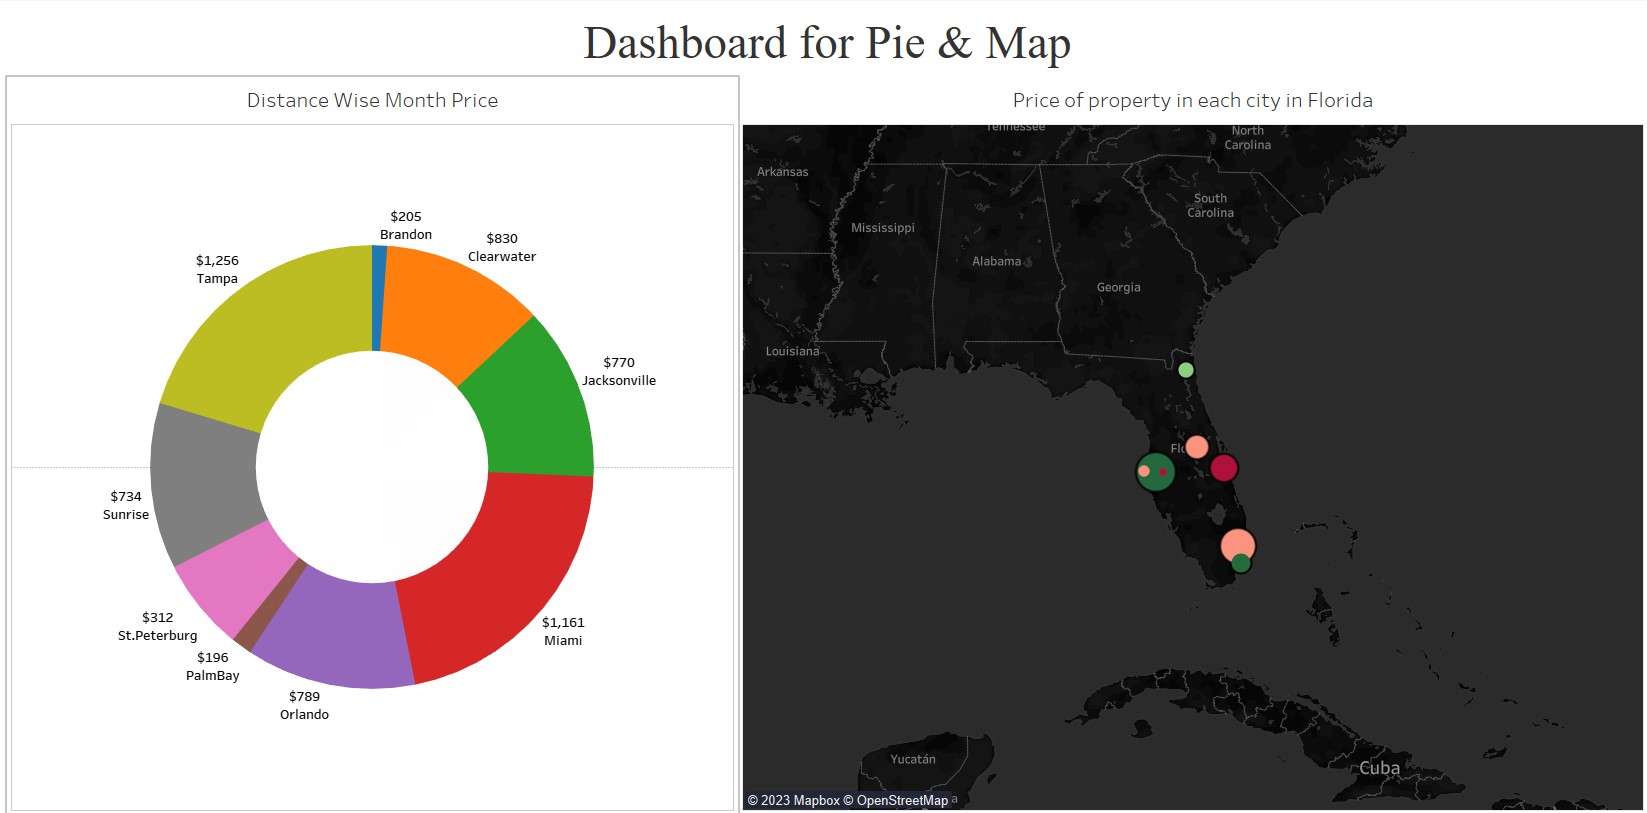 Dashboard for Pie & Map
Distance Wise Month Price
$205
Brandon
$830
Clearwater
$1,256
Tampa
$770
Jacksonville
$734
Sunrise
$312
St.Peterburg
$1,161
Miami
$196
PalmBay
$789
Orlando
Price of property in each city in Florida
Tennessee
North
Carolina
Arkansas
South
Carolina
Mississippi
Alabama
Georgia
Louisiana
Flo
Yucatán
Cuba
© 2023 Mapbox © OpenStreetMap